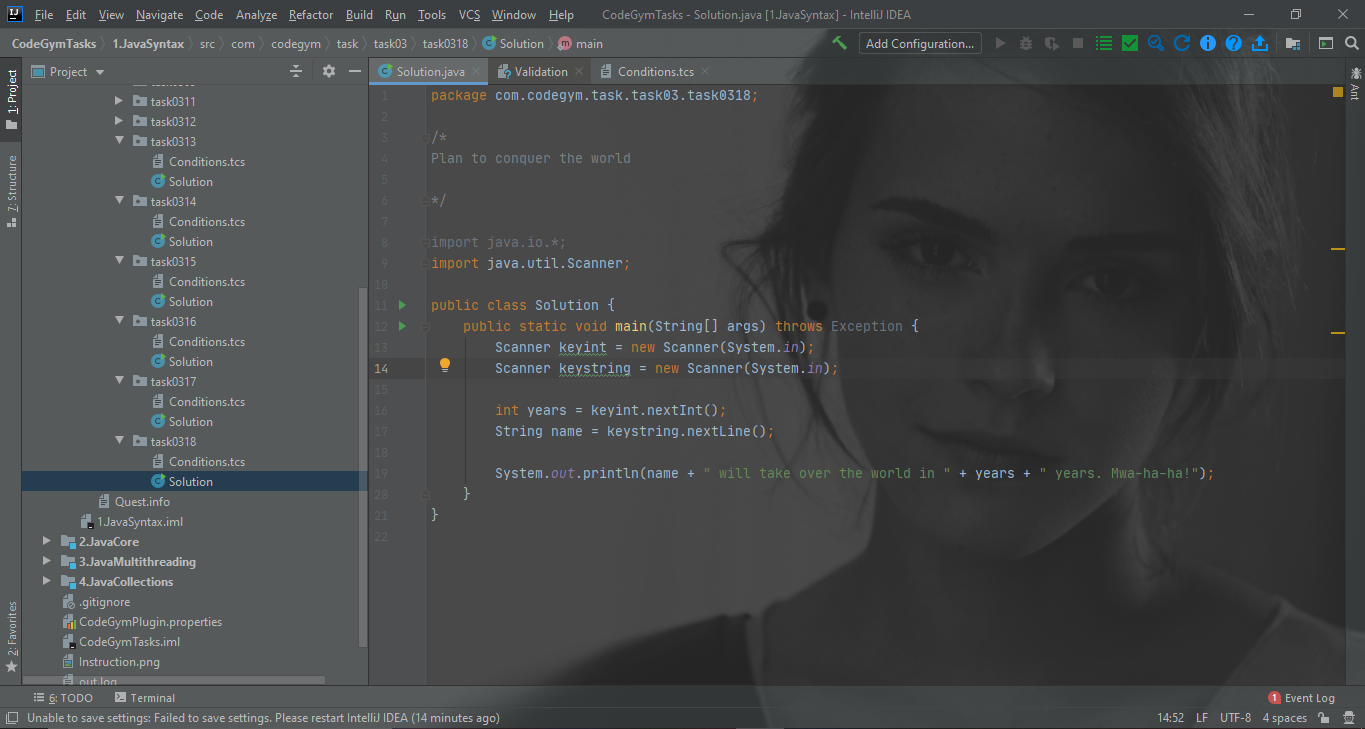 File Edit View Navigate Code Analyze Refactor Build Run Tools VCS Window Help CodeGymTasks - Solution.java [1.JavaSyntax] - IntelliJ IDEA
CodeGymTasks 1.JavaSyntax src com codegym task task03 task0318 Solution main Add Configuration...
Project
Solution.java Validation Conditions.tcs
1: Project
7: Structure
2: Favorites
Ant
task0311
task0312
task0313
Conditions.tcs
Solution
task0314
Conditions.tcs
Solution
task0315
Conditions.tcs
Solution
task0316
Conditions.tcs
Solution
task0317
Conditions.tcs
Solution
task0318
Conditions.tcs
Solution
Quest.info
1.JavaSyntax.iml
2.JavaCore
3.JavaMultithreading
4.JavaCollections
.gitignore
CodeGymPlugin.properties
CodeGymTasks.iml
Instruction.png
out.log
1 package com.codegym.task.task03.task0318;
2
3 /*
4 Plan to conquer the world
5
6 */
7
8 import java.io.*;
9 import java.util.Scanner;
10
11 public class Solution {
12 public static void main(String[] args) throws Exception {
13 Scanner keyint = new Scanner(System.in);
14 Scanner keystring = new Scanner(System.in);
15
16 int years = keyint.nextInt();
17 String name = keystring.nextLine();
18
19 System.out.println(name + " will take over the world in " + years + " years. Mwa-ha-ha!");
20 }
21 }
22
6: TODO Terminal 1 Event Log
Unable to save settings: Failed to save settings. Please restart IntelliJ IDEA (14 minutes ago) 14:52 LF UTF-8 4 spaces